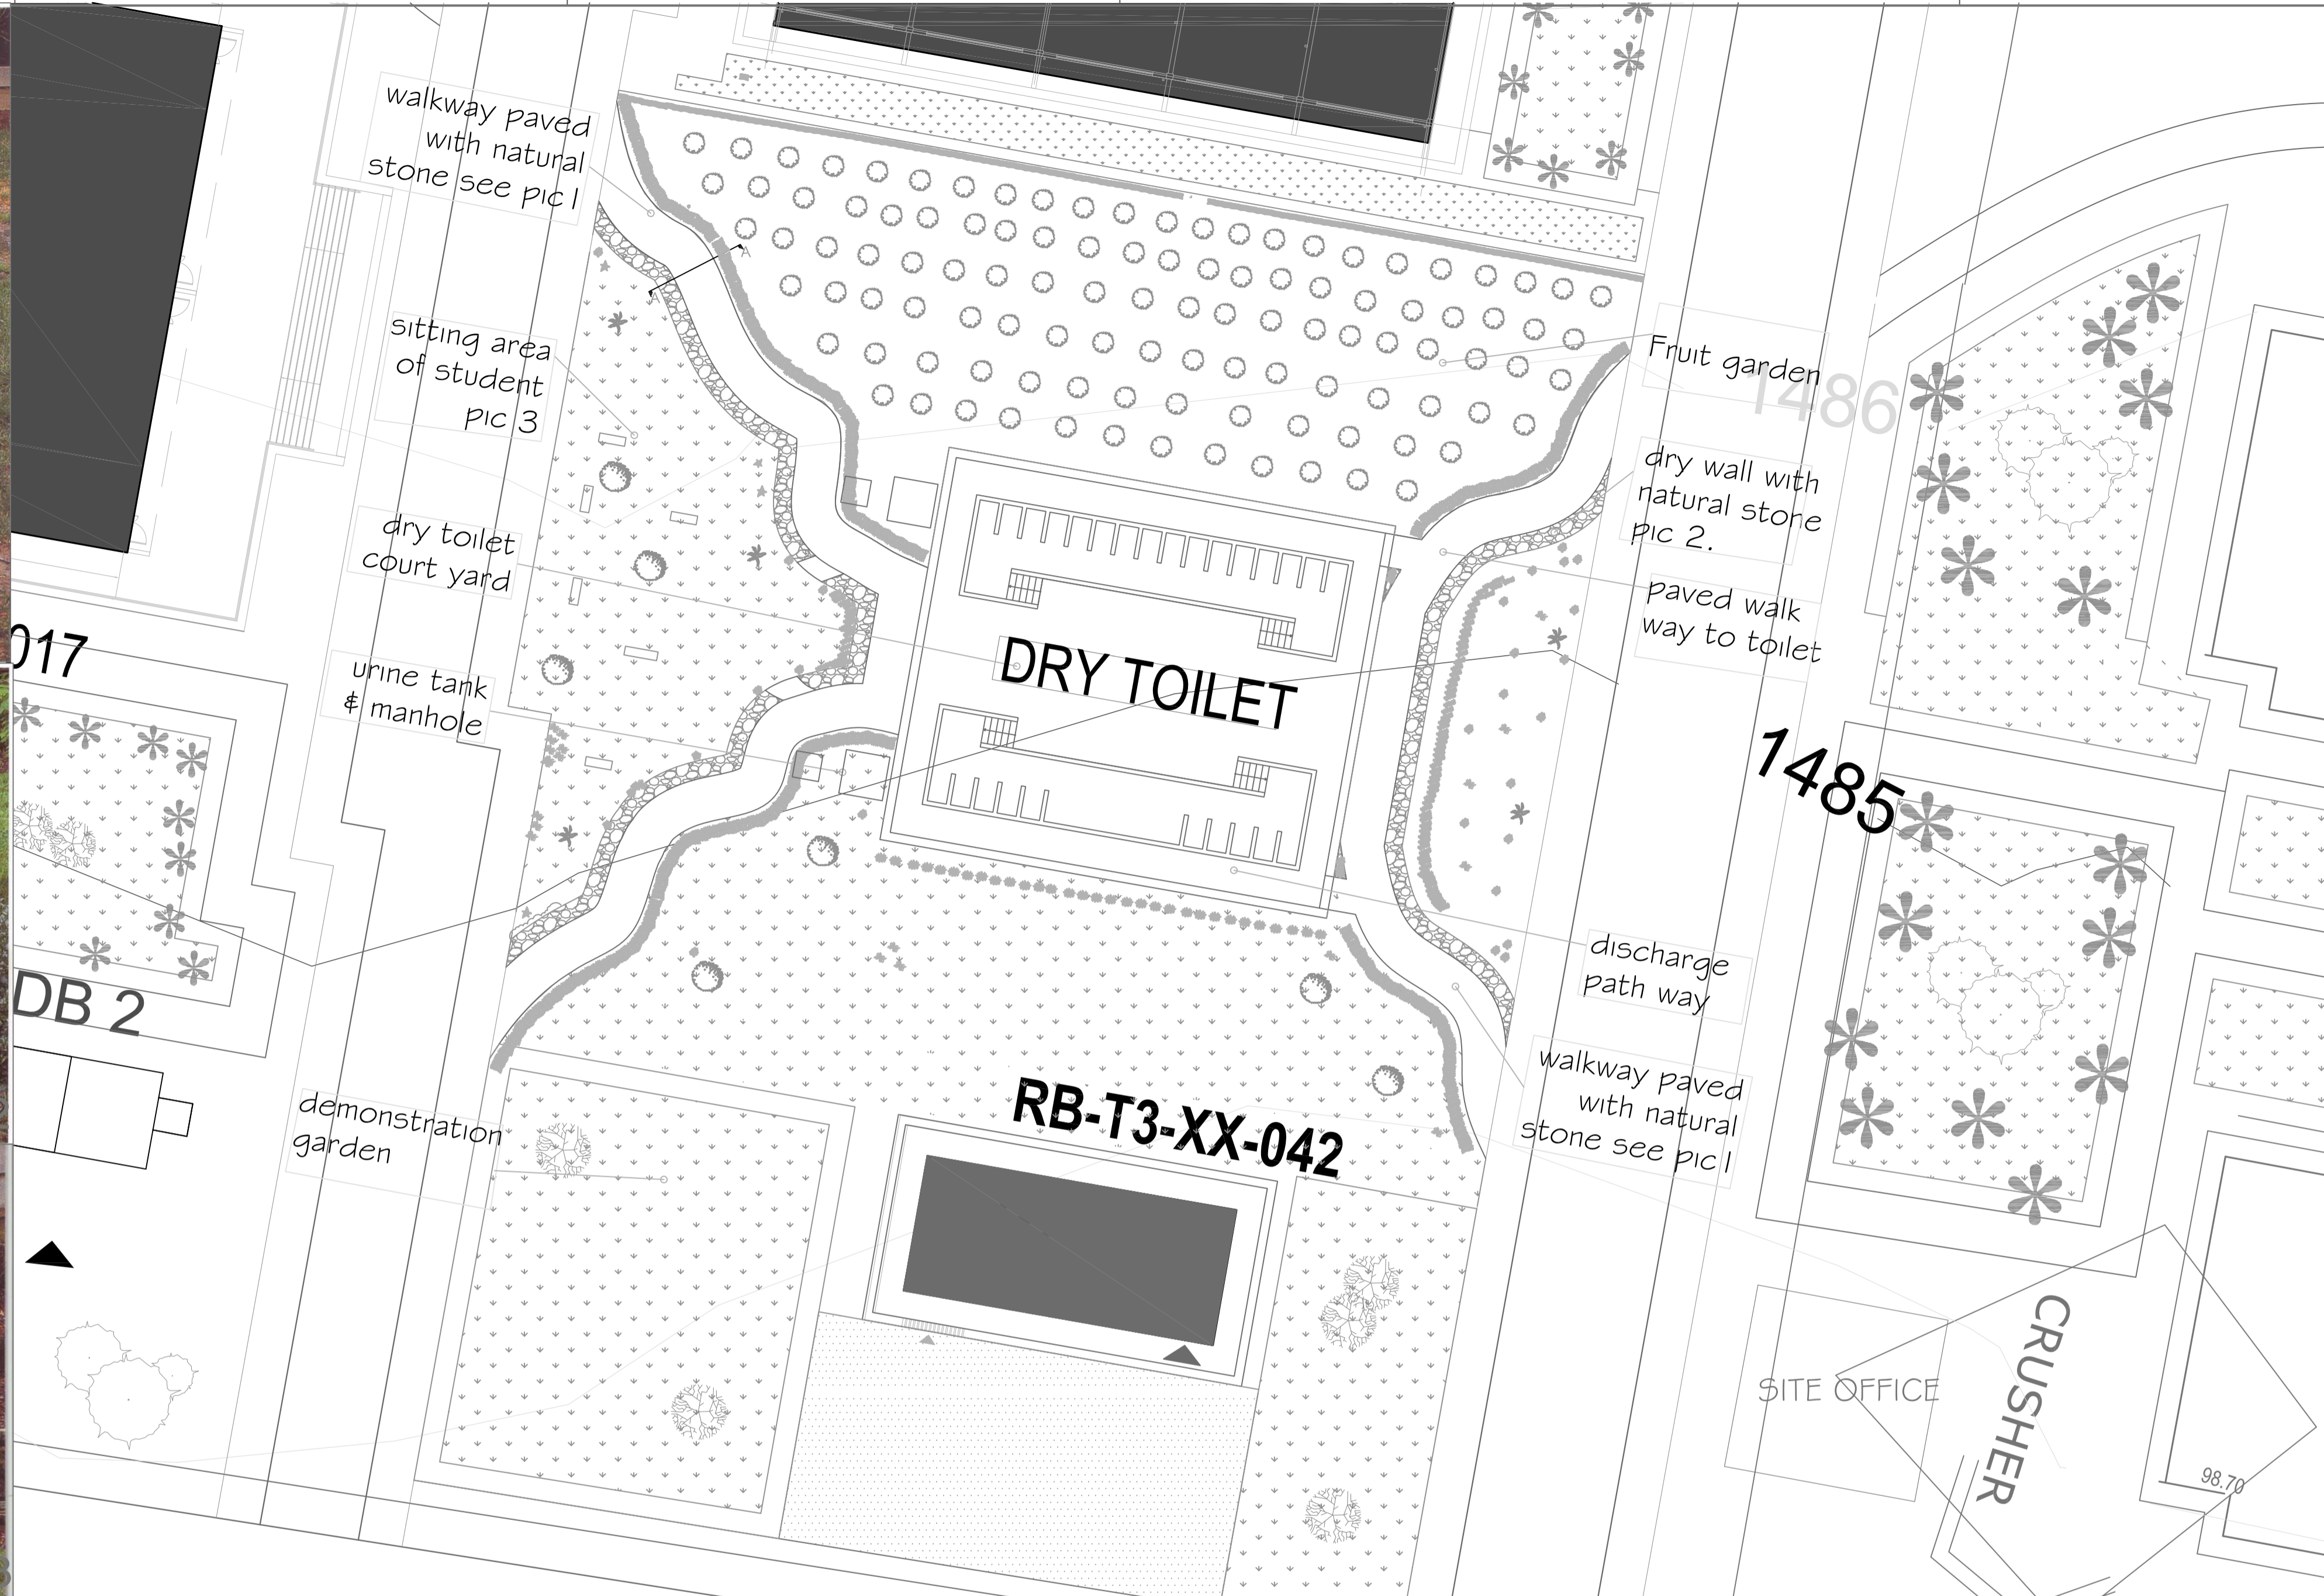 walkway paved
with natural
stone see pic 1
A
A
sitting area
of student
pic 3
Fruit garden
1486
dry wall with
natural stone
pic 2.
dry toilet
court yard
paved walk
way to toilet
017
urine tank
& manhole
DRY TOILET
1485
DB 2
discharge
path way
demonstration
garden
RB-T3-XX-042
walkway paved
with natural
stone see pic 1
SITE OFFICE
CRUSHER
98.70